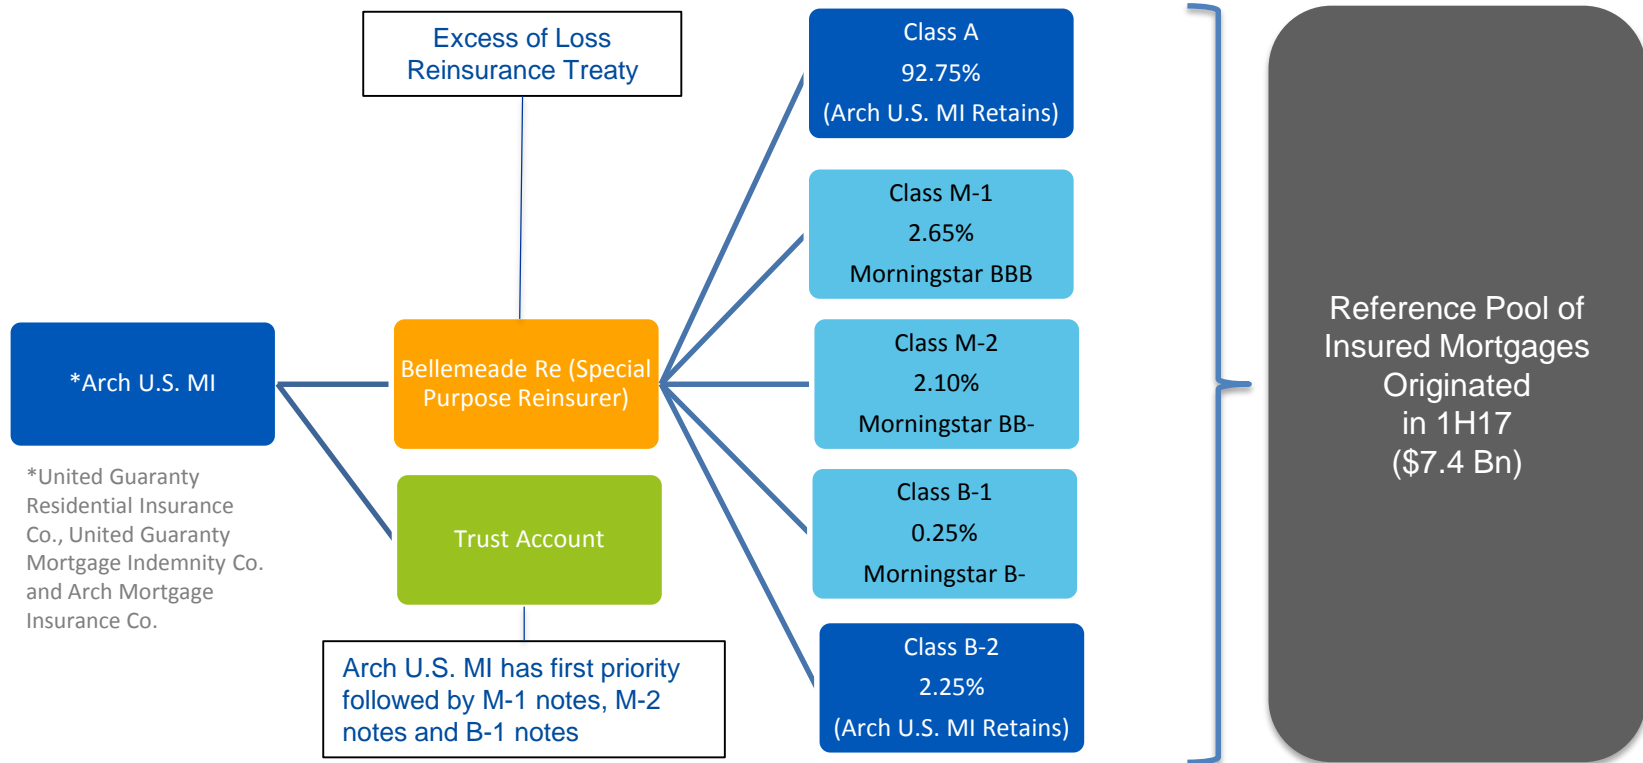 Excess of Loss
Reinsurance Treaty
*Arch U.S. MI
*United Guaranty
Residential Insurance
Co., United Guaranty
Mortgage Indemnity Co.
and Arch Mortgage
Insurance Co.
Bellemeade Re (Special
Purpose Reinsurer)
Trust Account
Arch U.S. MI has first priority
followed by M-1 notes, M-2
notes and B-1 notes
Class A
92.75%
(Arch U.S. MI Retains)
Class M-1
2.65%
Morningstar BBB
Class M-2
2.10%
Morningstar BB-
Class B-1
0.25%
Morningstar B-
Class B-2
2.25%
(Arch U.S. MI Retains)
Reference Pool of
Insured Mortgages
Originated
in 1H17
($7.4 Bn)